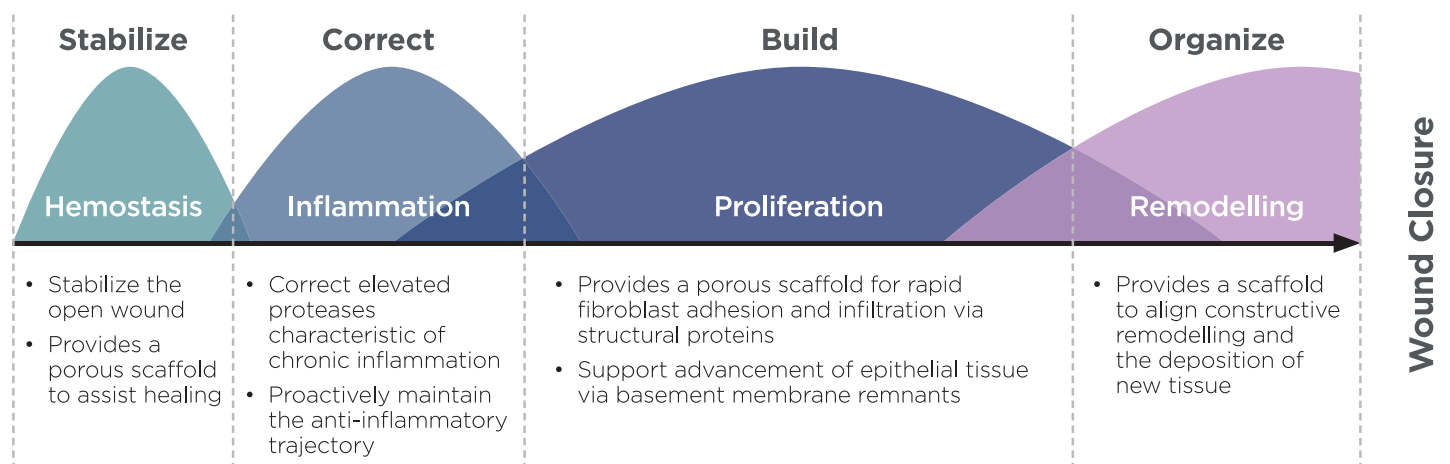 Stabilize
Correct
Build
Organize
Hemostasis
Inflammation
Proliferation
Remodelling
• Stabilize the
open wound
• Provides a
porous scaffold
to assist healing
• Correct elevated
proteases
characteristic of
chronic inflammation
• Proactively maintain
the anti-inflammatory
trajectory
• Provides a porous scaffold for rapid
fibroblast adhesion and infiltration via
structural proteins
• Support advancement of epithelial tissue
via basement membrane remnants
• Provides a scaffold
to align constructive
remodelling and
the deposition of
new tissue
Wound Closure